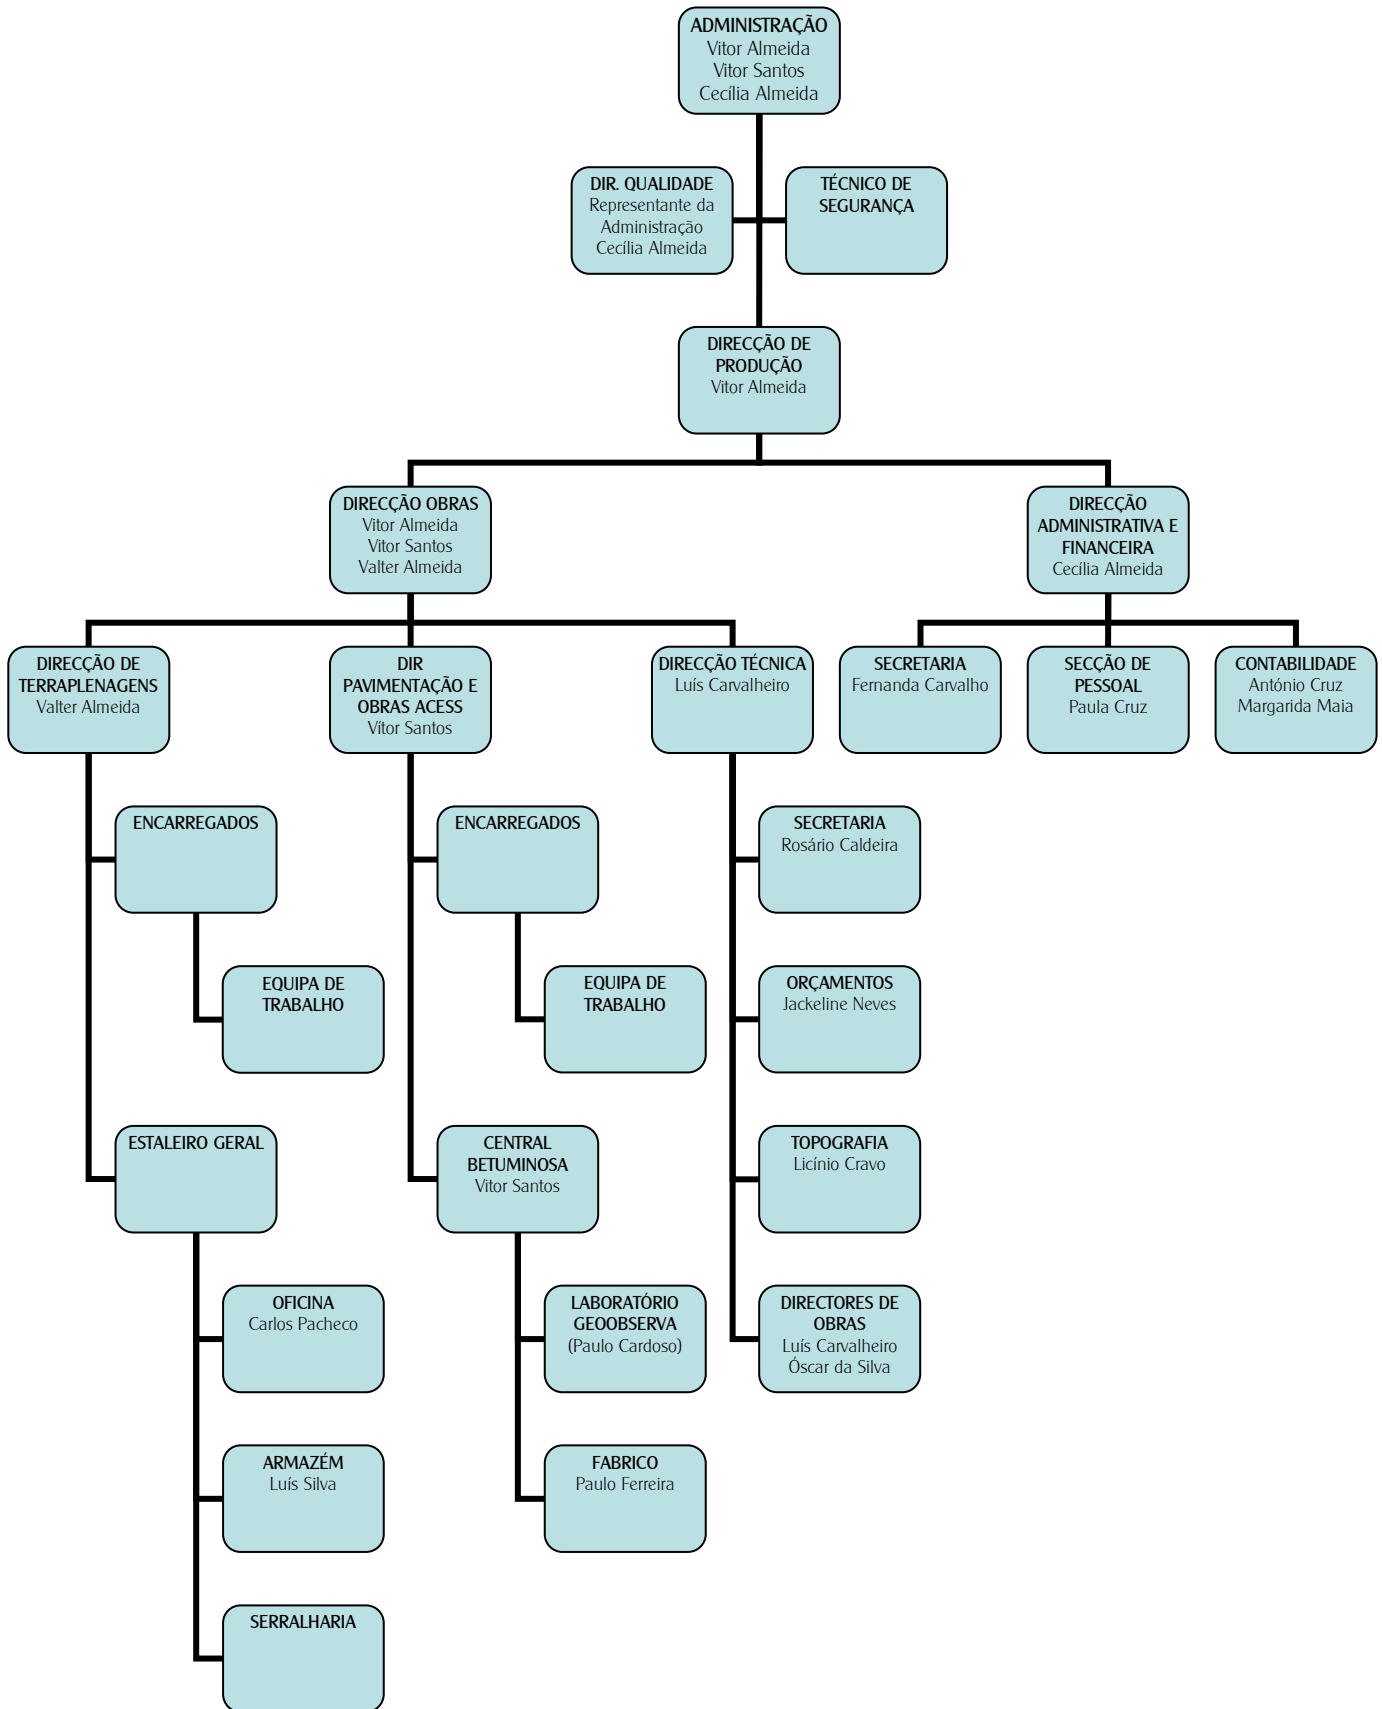 ADMINISTRAÇÃO
Vitor Almeida
Vitor Santos
Cecília Almeida
DIR. QUALIDADE
Representante da
Administração
Cecília Almeida
TÉCNICO DE
SEGURANÇA
DIRECÇÃO DE
PRODUÇÃO
Vitor Almeida
DIRECÇÃO OBRAS
Vitor Almeida
Vitor Santos
Valter Almeida
DIRECÇÃO
ADMINISTRATIVA E
FINANCEIRA
Cecília Almeida
DIRECÇÃO DE
TERRAPLENAGENS
Valter Almeida
DIR
PAVIMENTAÇÃO E
OBRAS ACESS
Vítor Santos
DIRECÇÃO TÉCNICA
Luís Carvalheiro
SECRETARIA
Fernanda Carvalho
SECÇÃO DE
PESSOAL
Paula Cruz
CONTABILIDADE
António Cruz
Margarida Maia
ENCARREGADOS
ENCARREGADOS
SECRETARIA
Rosário Caldeira
EQUIPA DE
TRABALHO
EQUIPA DE
TRABALHO
ORÇAMENTOS
Jackeline Neves
ESTALEIRO GERAL
CENTRAL
BETUMINOSA
Vitor Santos
TOPOGRAFIA
Licínio Cravo
OFICINA
Carlos Pacheco
LABORATÓRIO
GEOOBSERVA
(Paulo Cardoso)
DIRECTORES DE
OBRAS
Luís Carvalheiro
Óscar da Silva
ARMAZÉM
Luís Silva
FABRICO
Paulo Ferreira
SERRALHARIA